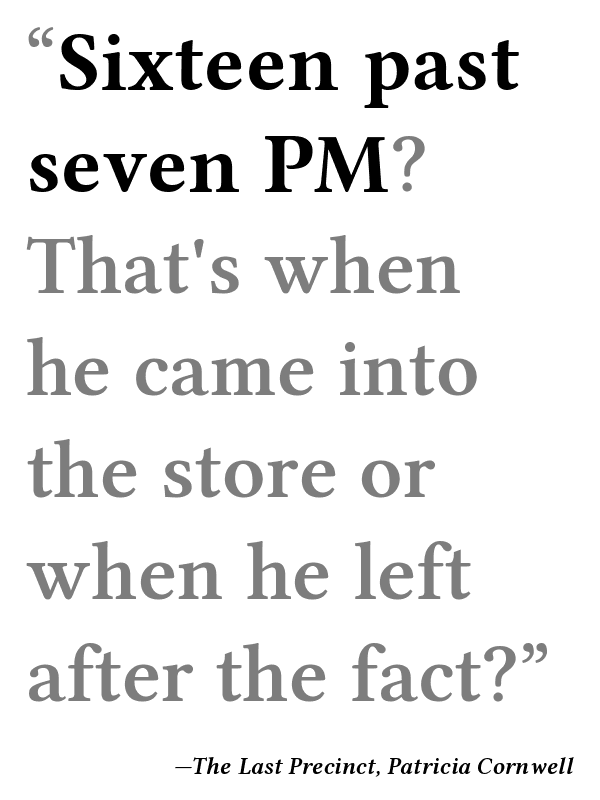 “Sixteen past
seven PM?
That's when
he came into
the store or
when he left
after the fact?”
—The Last Precinct, Patricia Cornwell